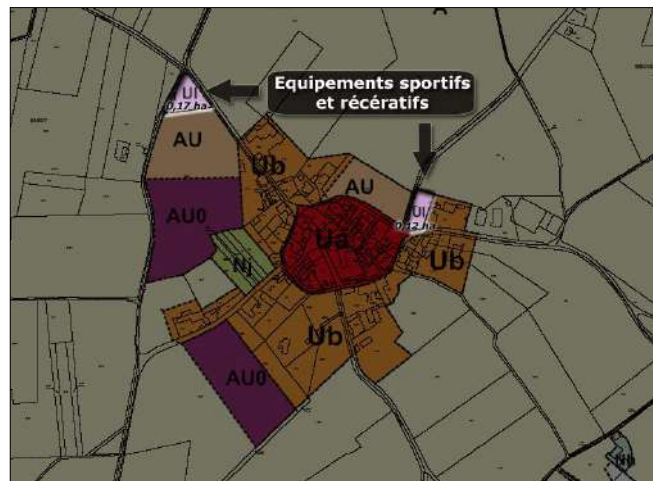 A
Equipements sportifs
et récératifs
Ul
0,17 ha
AU
Ub
AU
AU0
Ul
0,12 ha
Ua
Nj
Ub
Ub
AU0
Nh